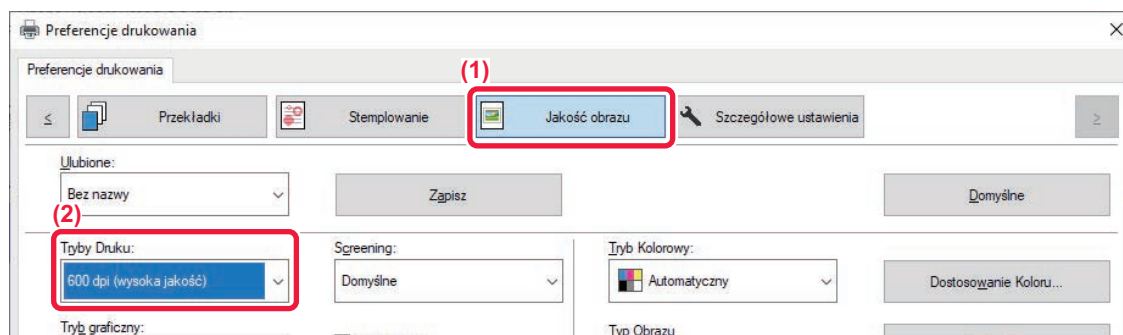 Preferencje drukowania
Preferencje drukowania
(1)
< Przekładki Stemplowanie Jakość obrazu Szczegółowe ustawienia >
Ulubione:
Bez nazwy Zapisz Domyślne
(2)
Tryby Druku: Screening: Tryb Kolorowy:
600 dpi (wysoka jakość) Domyślne Automatyczny Dostosowanie Koloru...
Tryb graficzny: Typ Obrazu